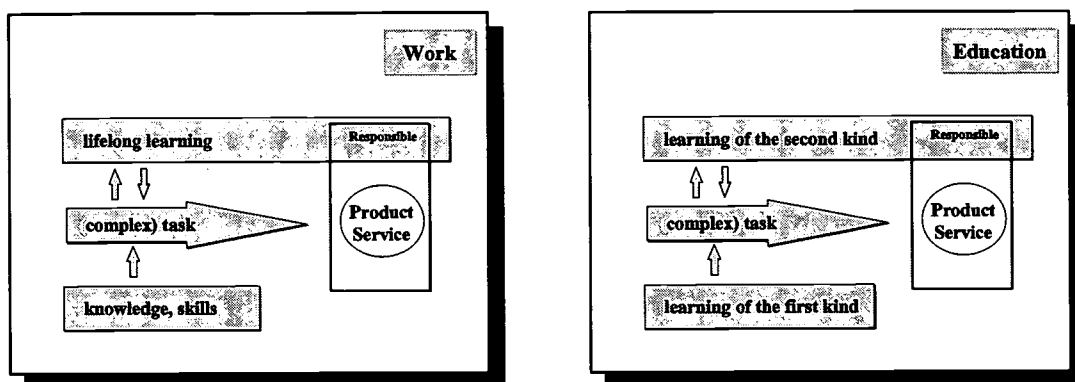 Work
lifelong learning
Responsible
(complex) task
Product
Service
knowledge, skills
Education
learning of the second kind
Responsible
(complex) task
Product
Service
learning of the first kind